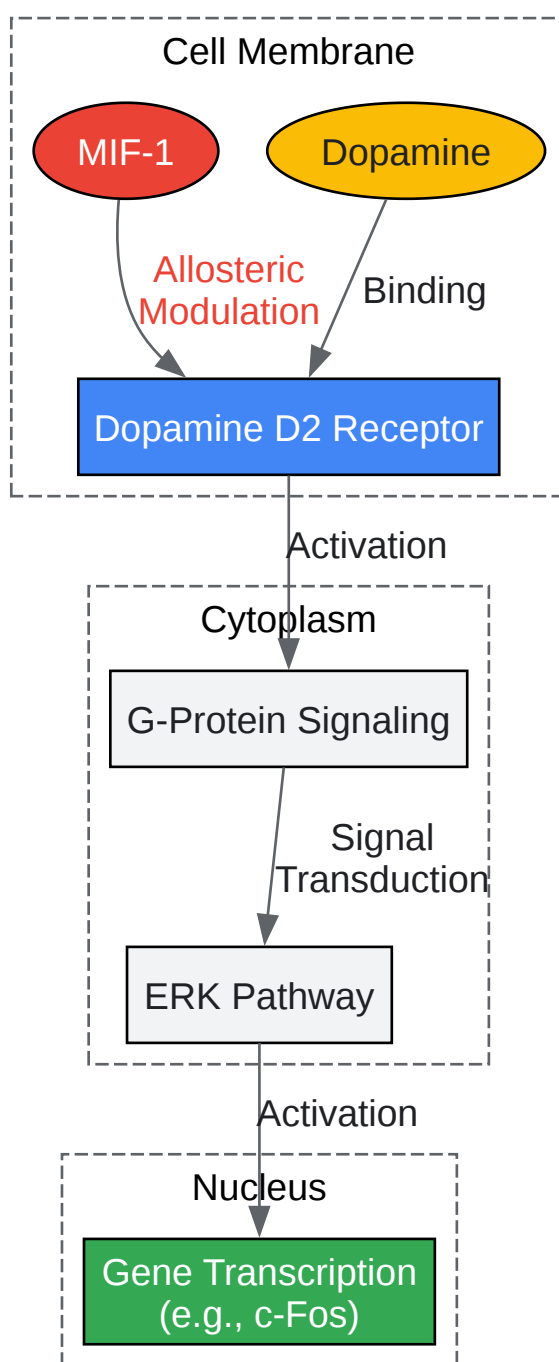 Cell Membrane
MIF-1
Dopamine
Allosteric
Modulation
Binding
Dopamine D2 Receptor
Activation
Cytoplasm
G-Protein Signaling
Signal
Transduction
ERK Pathway
Activation
Nucleus
Gene Transcription
(e.g., c-Fos)